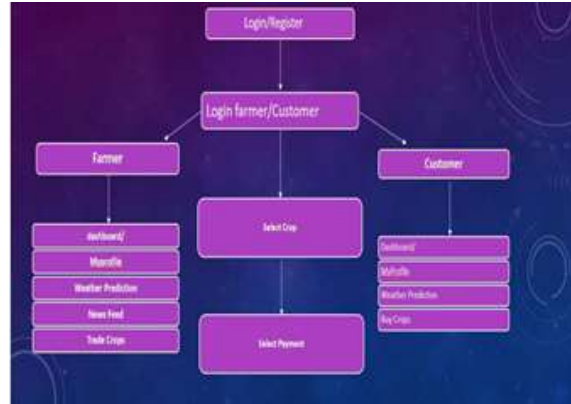 Login/Register
Login farmer/Customer
Farmer
Customer
Select Crop
dashboard/
MyProfile
Weather Prediction
News Feed
Trade Crops
Dashboard/
MyProfile
Weather Prediction
Buy Crops
Select Payment